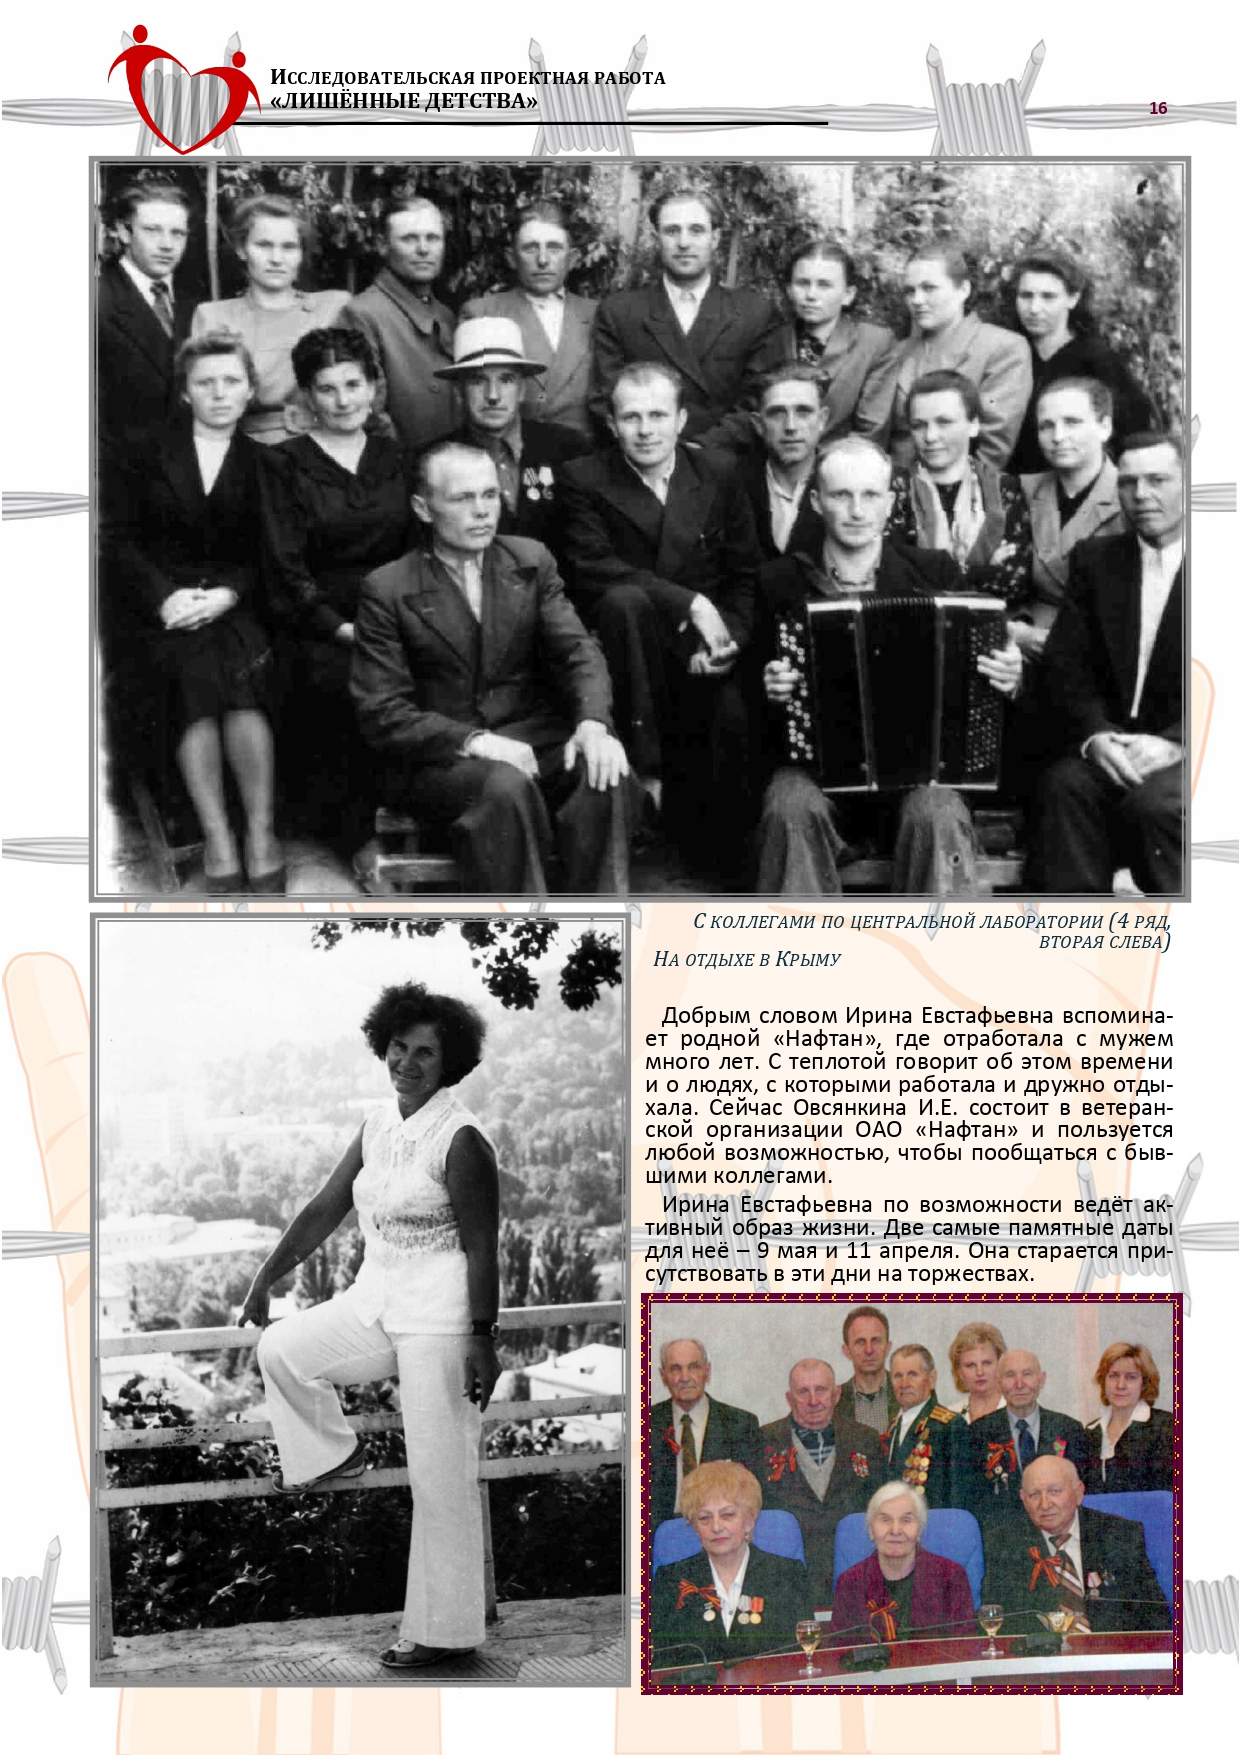 Исследовательская проектная работа
«ЛИШЁННЫЕ ДЕТСТВА»
16
С коллегами по центральной лаборатории (4 ряд,
вторая слева)
На отдыхе в Крыму
Добрым словом Ирина Евстафьевна вспомина-
ет родной «Нафтан», где отработала с мужем
много лет. С теплотой говорит об этом времени
и о людях, с которыми работала и дружно отды-
хала. Сейчас Овсянкина И.Е. состоит в ветеран-
ской организации ОАО «Нафтан» и пользуется
любой возможностью, чтобы пообщаться с быв-
шими коллегами.
Ирина Евстафьевна по возможности ведёт ак-
тивный образ жизни. Две самые памятные даты
для неё – 9 мая и 11 апреля. Она старается при-
сутствовать в эти дни на торжествах.